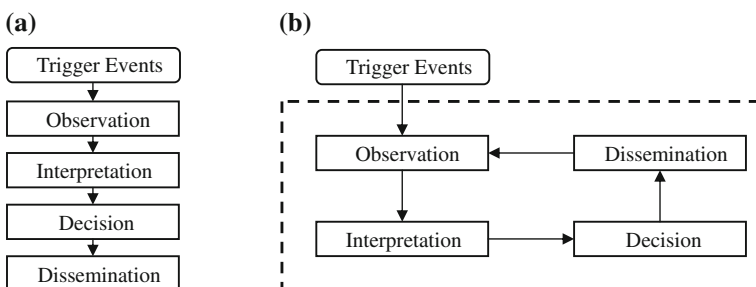 (a)
Trigger Events
Observation
Interpretation
Decision
Dissemination
(b)
Trigger Events
Observation
Dissemination
Interpretation
Decision